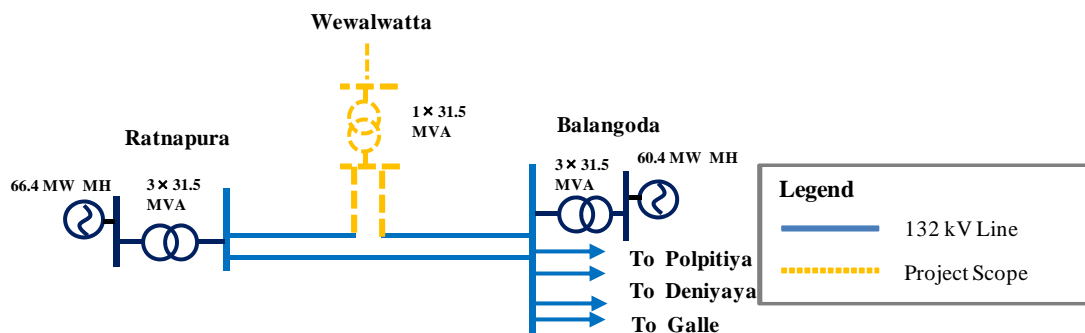 Wewalwatta
1 × 31.5
MVA
Ratnapura
Balangoda
66.4 MW MH
3 × 31.5
MVA
3 × 31.5
MVA
60.4 MW MH
Legend
132 kV Line
Project Scope
To Polpitiya
To Deniyaya
To Galle